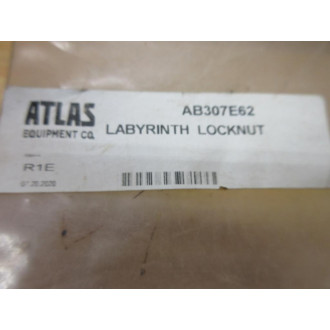 ATLAS
EQUIPMENT CO.
AB307E62
LABYRINTH LOCKNUT
R1E